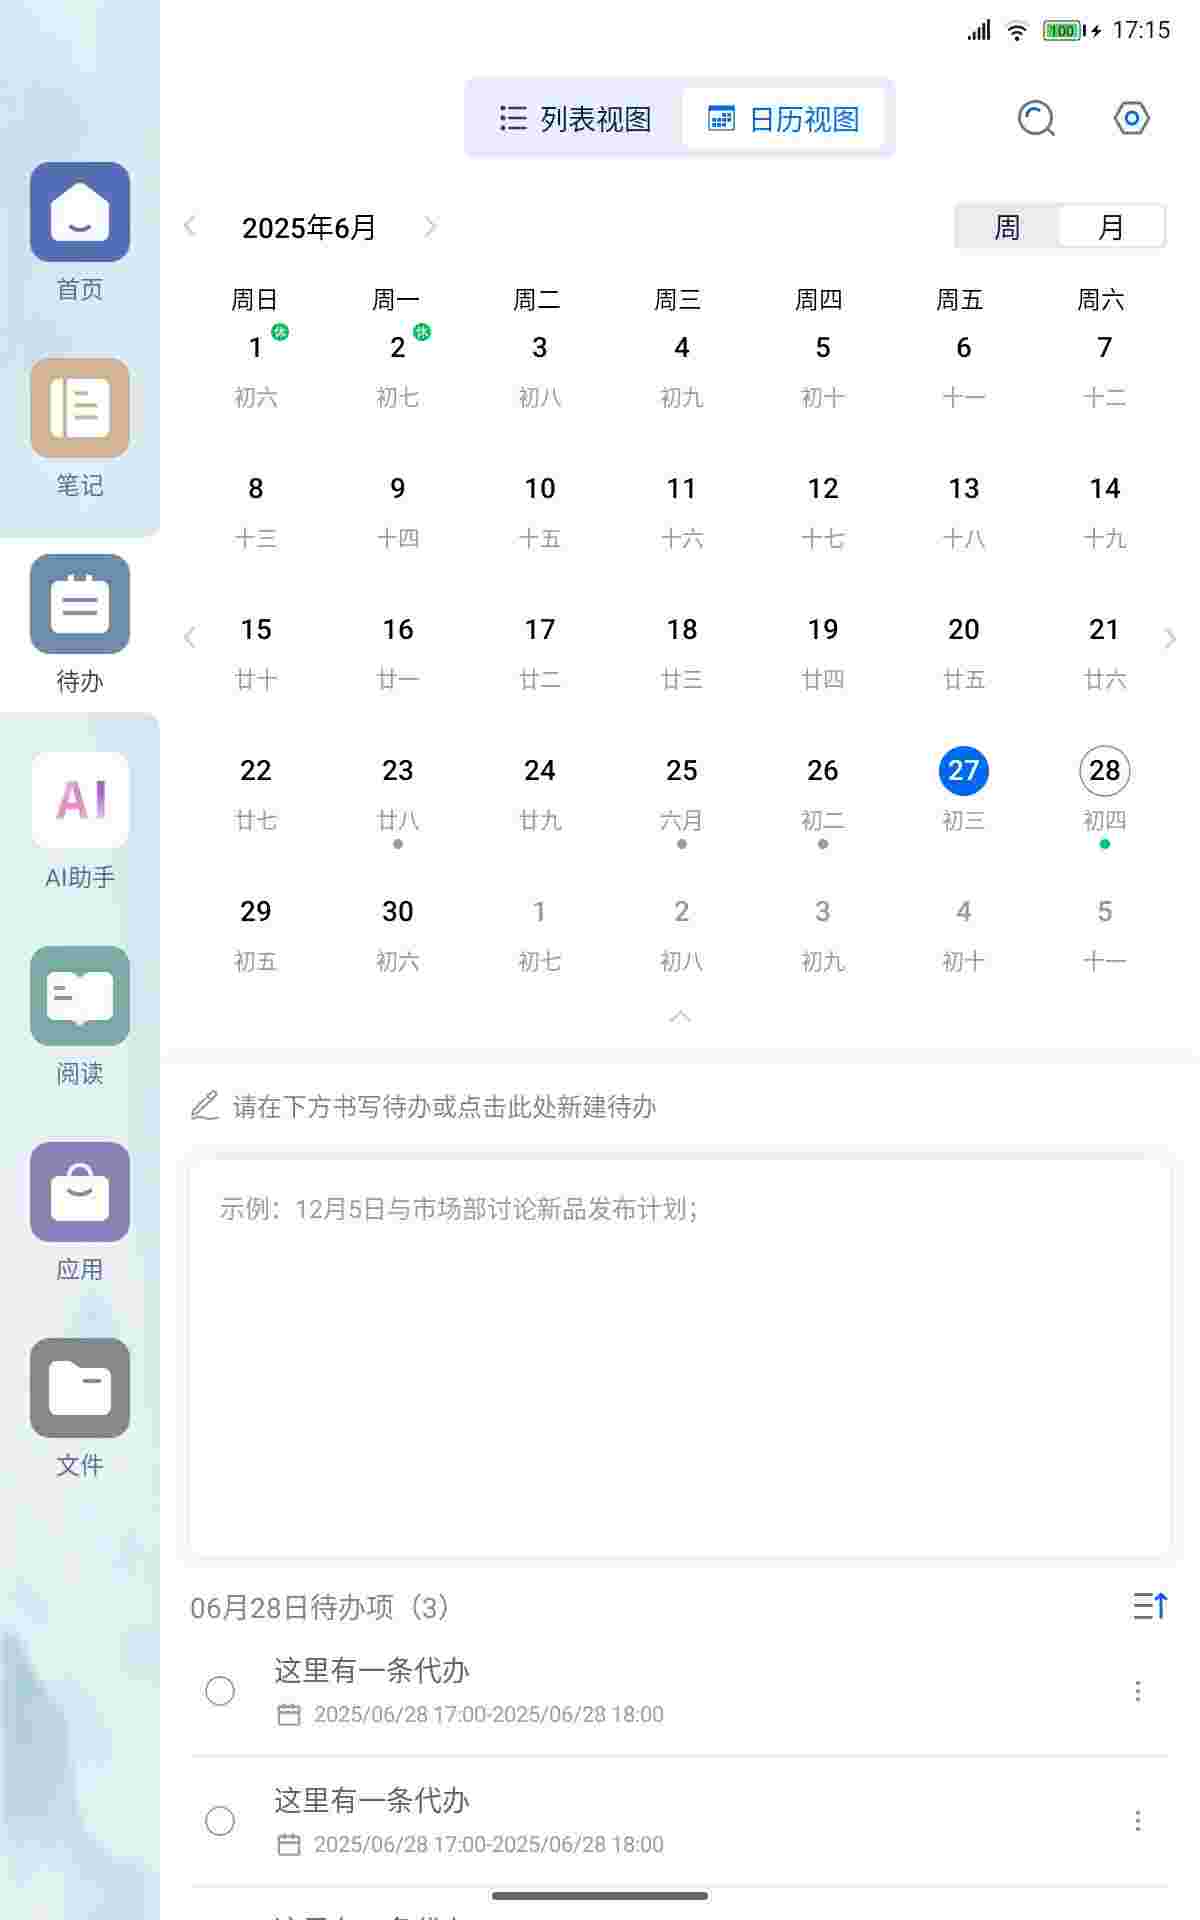 100 17:15
列表视图 日历视图
首页
笔记
待办
AI
AI助手
阅读
应用
文件
2025年6月 周 月
周日 周一 周二 周三 周四 周五 周六
1 休 2 休 3 4 5 6 7
初六 初七 初八 初九 初十 十一 十二
8 9 10 11 12 13 14
十三 十四 十五 十六 十七 十八 十九
15 16 17 18 19 20 21
廿十 廿一 廿二 廿三 廿四 廿五 廿六
22 23 24 25 26 27 28
廿七 廿八 廿九 六月 初二 初三 初四
29 30 1 2 3 4 5
初五 初六 初七 初八 初九 初十 十一
请在下方书写待办或点击此处新建待办
示例：12月5日与市场部讨论新品发布计划；
06月28日待办项（3）
这里有一条代办
2025/06/28 17:00-2025/06/28 18:00
这里有一条代办
2025/06/28 17:00-2025/06/28 18:00